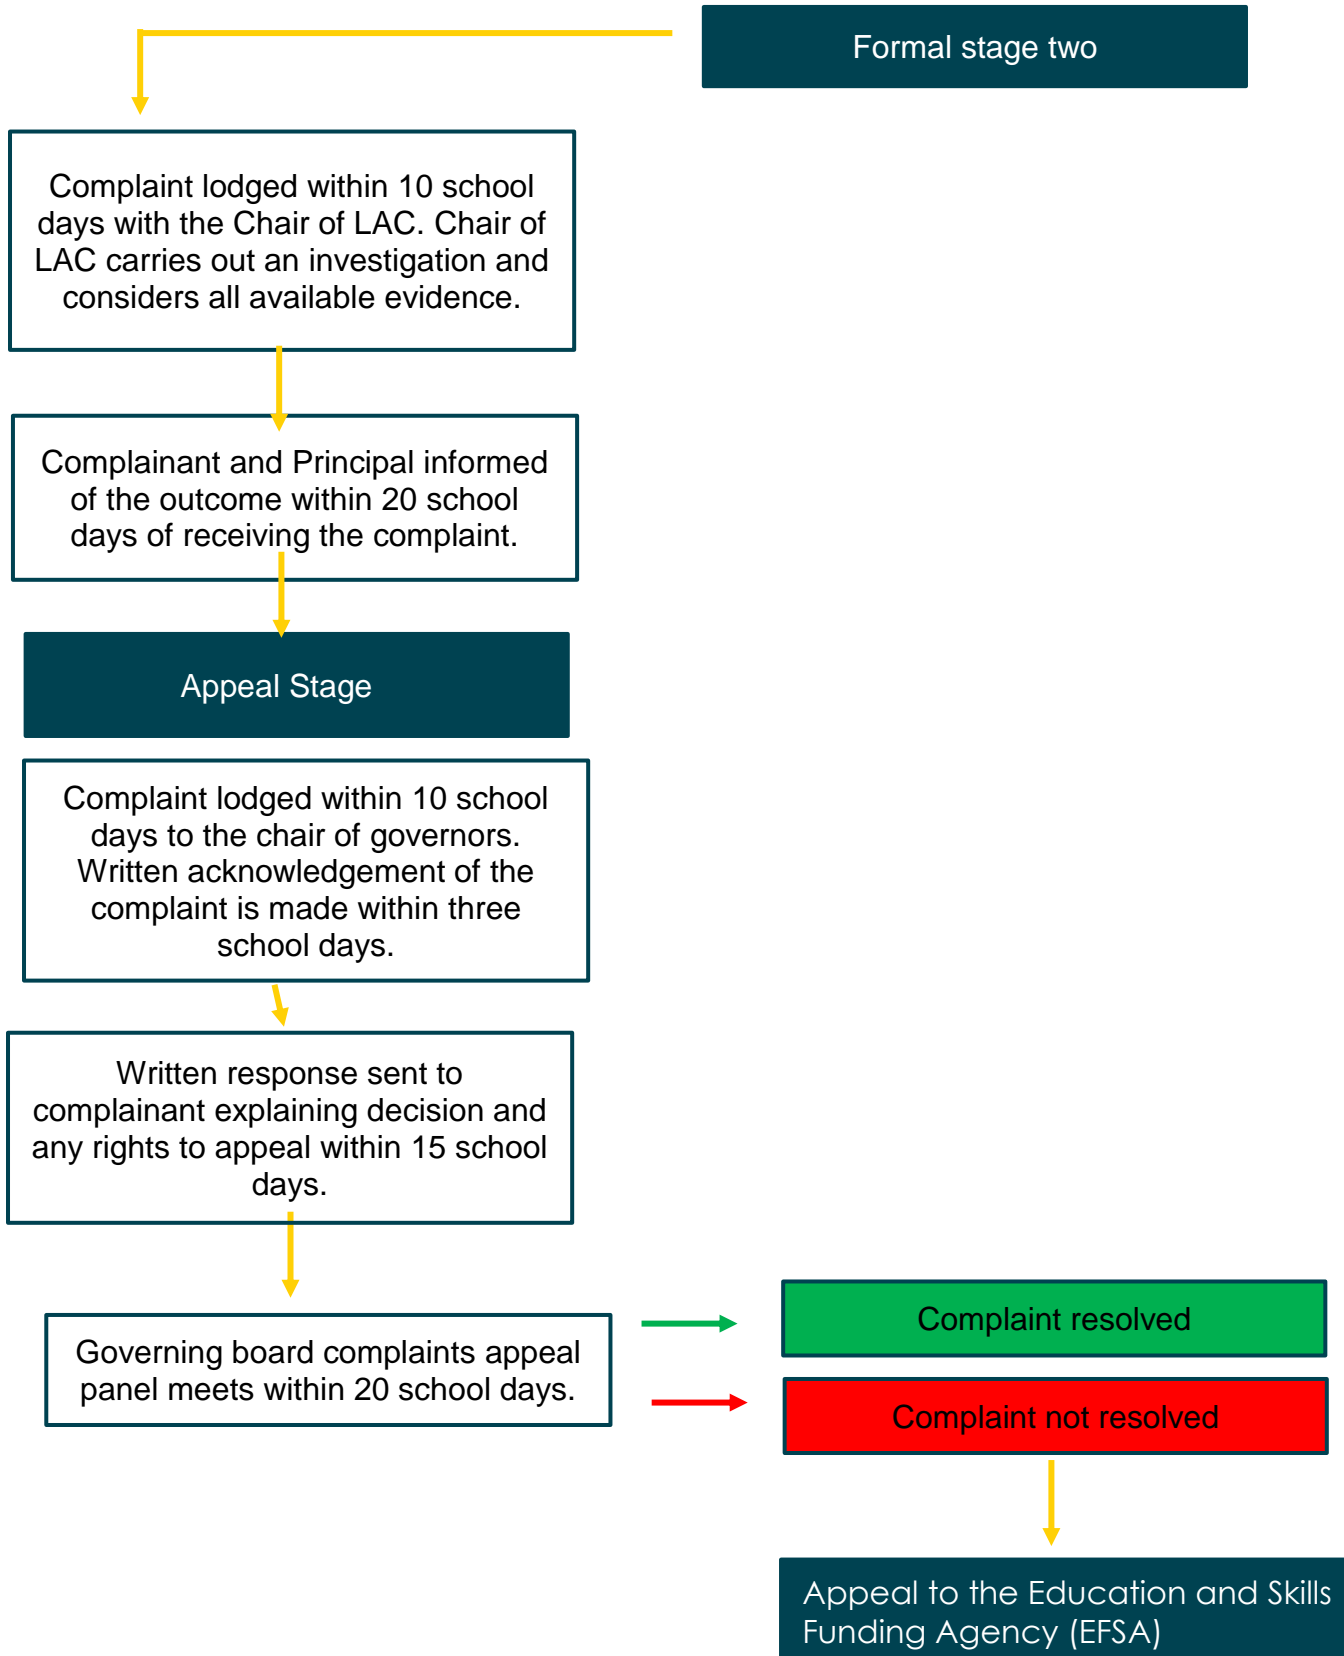 Formal stage two
Complaint lodged within 10 school
days with the Chair of LAC. Chair of
LAC carries out an investigation and
considers all available evidence.
Complainant and Principal informed
of the outcome within 20 school
days of receiving the complaint.
Appeal Stage
Complaint lodged within 10 school
days to the chair of governors.
Written acknowledgement of the
complaint is made within three
school days.
Written response sent to
complainant explaining decision and
any rights to appeal within 15 school
days.
Governing board complaints appeal
panel meets within 20 school days.
Complaint resolved
Complaint not resolved
Appeal to the Education and Skills
Funding Agency (EFSA)